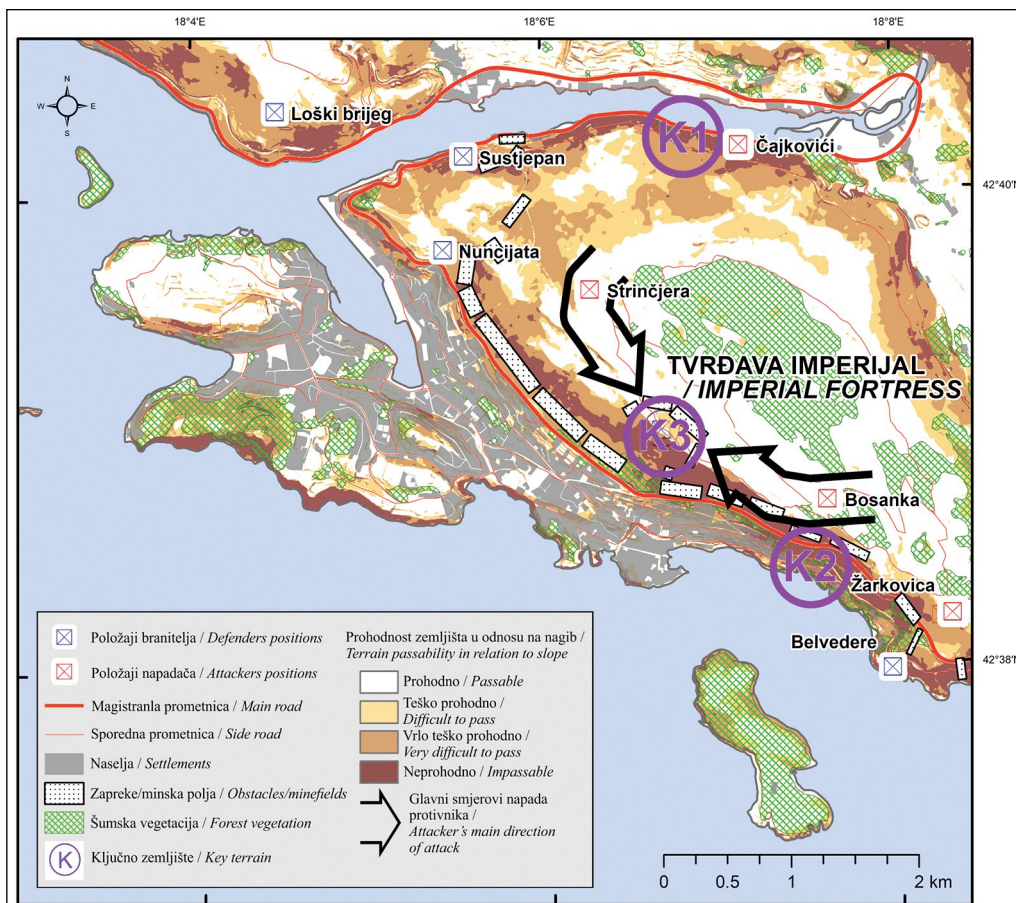 18°4'E
18°6'E
18°8'E
N
W
E
S
Loški brijeg
Sustjepan
K1
Čajkovići
42°40'N
Nuncijata
Strinčjera
TVRĐAVA IMPERIJAL
/ IMPERIAL FORTRESS
K3
Bosanka
K2
Žarkovica
Belvedere
42°38'N
Položaji branitelja / Defenders positions
Položaji napadača / Attackers positions
Magistranla prometnica / Main road
Sporedna prometnica / Side road
Naselja / Settlements
Zapreke/minska polja / Obstacles/minefields
Šumska vegetacija / Forest vegetation
K
Ključno zemljište / Key terrain
Prohodnost zemljišta u odnosu na nagib /
Terrain passability in relation to slope
Prohodno / Passable
Teško prohodno /
Difficult to pass
Vrlo teško prohodno /
Very difficult to pass
Neprohodno / Impassable
Glavni smjerovi napada
protivnika /
Attacker's main direction
of attack
0 0.5 1 2 km